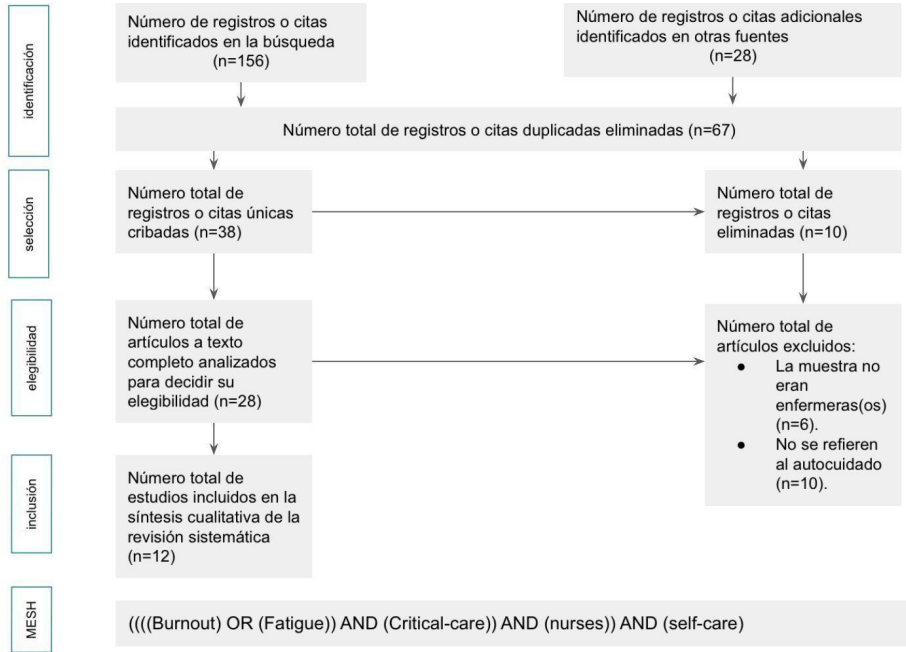 identificación
Número de registros o citas
identificados en la búsqueda
(n=156)
Número de registros o citas adicionales
identificados en otras fuentes
(n=28)
Número total de registros o citas duplicadas eliminadas (n=67)
selección
Número total de
registros o citas únicas
cribadas (n=38)
Número total de
registros o citas
eliminadas (n=10)
elegibilidad
Número total de
artículos a texto
completo analizados
para decidir su
elegibilidad (n=28)
Número total de
artículos excluidos:
● La muestra no
eran
enfermeras(os)
(n=6).
● No se refieren
al autocuidado
(n=10).
inclusión
Número total de
estudios incluidos en la
síntesis cualitativa de la
revisión sistemática
(n=12)
MESH
((((Burnout) OR (Fatigue)) AND (Critical-care)) AND (nurses)) AND (self-care)